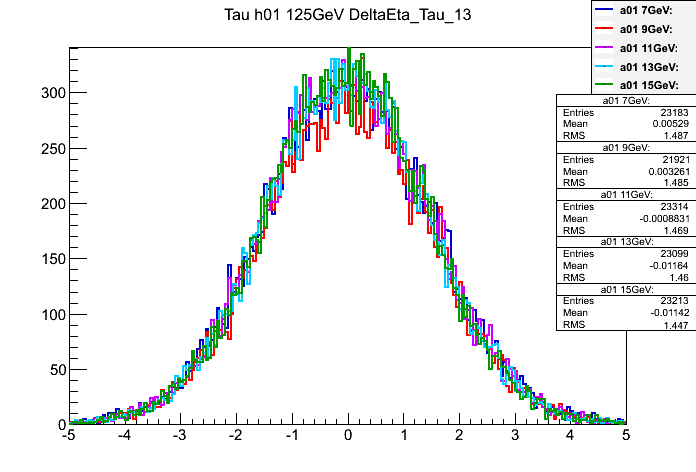 Tau h01 125GeV DeltaEta_Tau_13
a01 7GeV:
a01 9GeV:
a01 11GeV:
a01 13GeV:
a01 15GeV:
a01 7GeV:
Entries 23183
Mean 0.00529
RMS 1.487
a01 9GeV:
Entries 21921
Mean 0.003261
RMS 1.485
a01 11GeV:
Entries 23314
Mean -0.0008831
RMS 1.469
a01 13GeV:
Entries 23099
Mean -0.01164
RMS 1.46
a01 15GeV:
Entries 23213
Mean -0.01142
RMS 1.447
300
250
200
150
100
50
0
-5 -4 -3 -2 -1 0 1 2 3 4 5